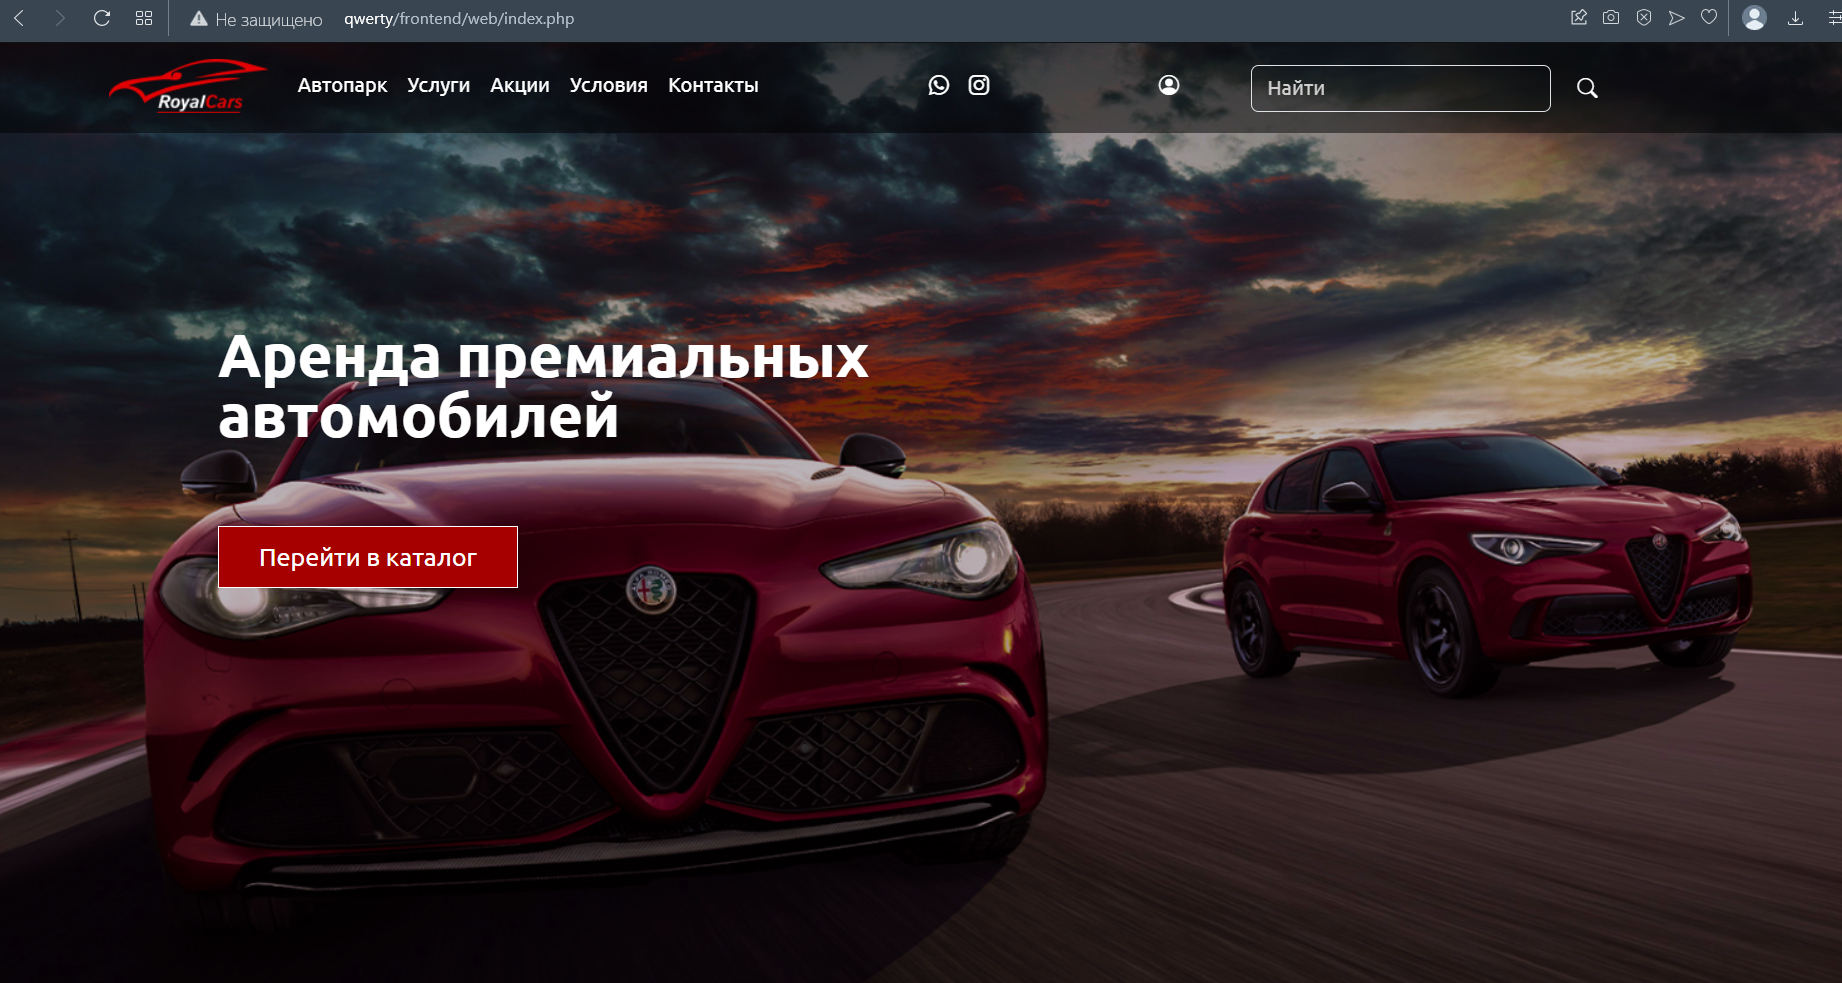 Не защищено qwerty/frontend/web/index.php
RoyalCars
Автопарк Услуги Акции Условия Контакты
Найти
Аренда премиальных
автомобилей
Перейти в каталог